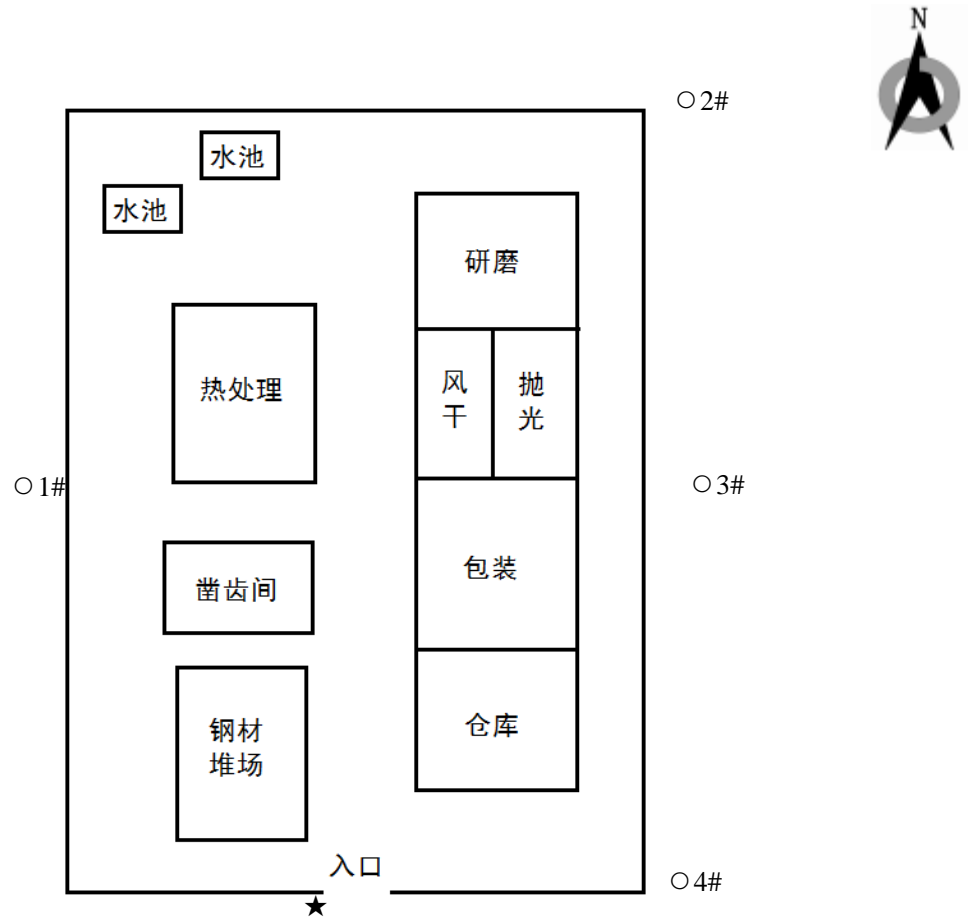 N
○2#
水池
水池
研磨
热处理
风
干
抛
光
○1#
○3#
凿齿间
包装
钢材
堆场
仓库
入口
○4#
★